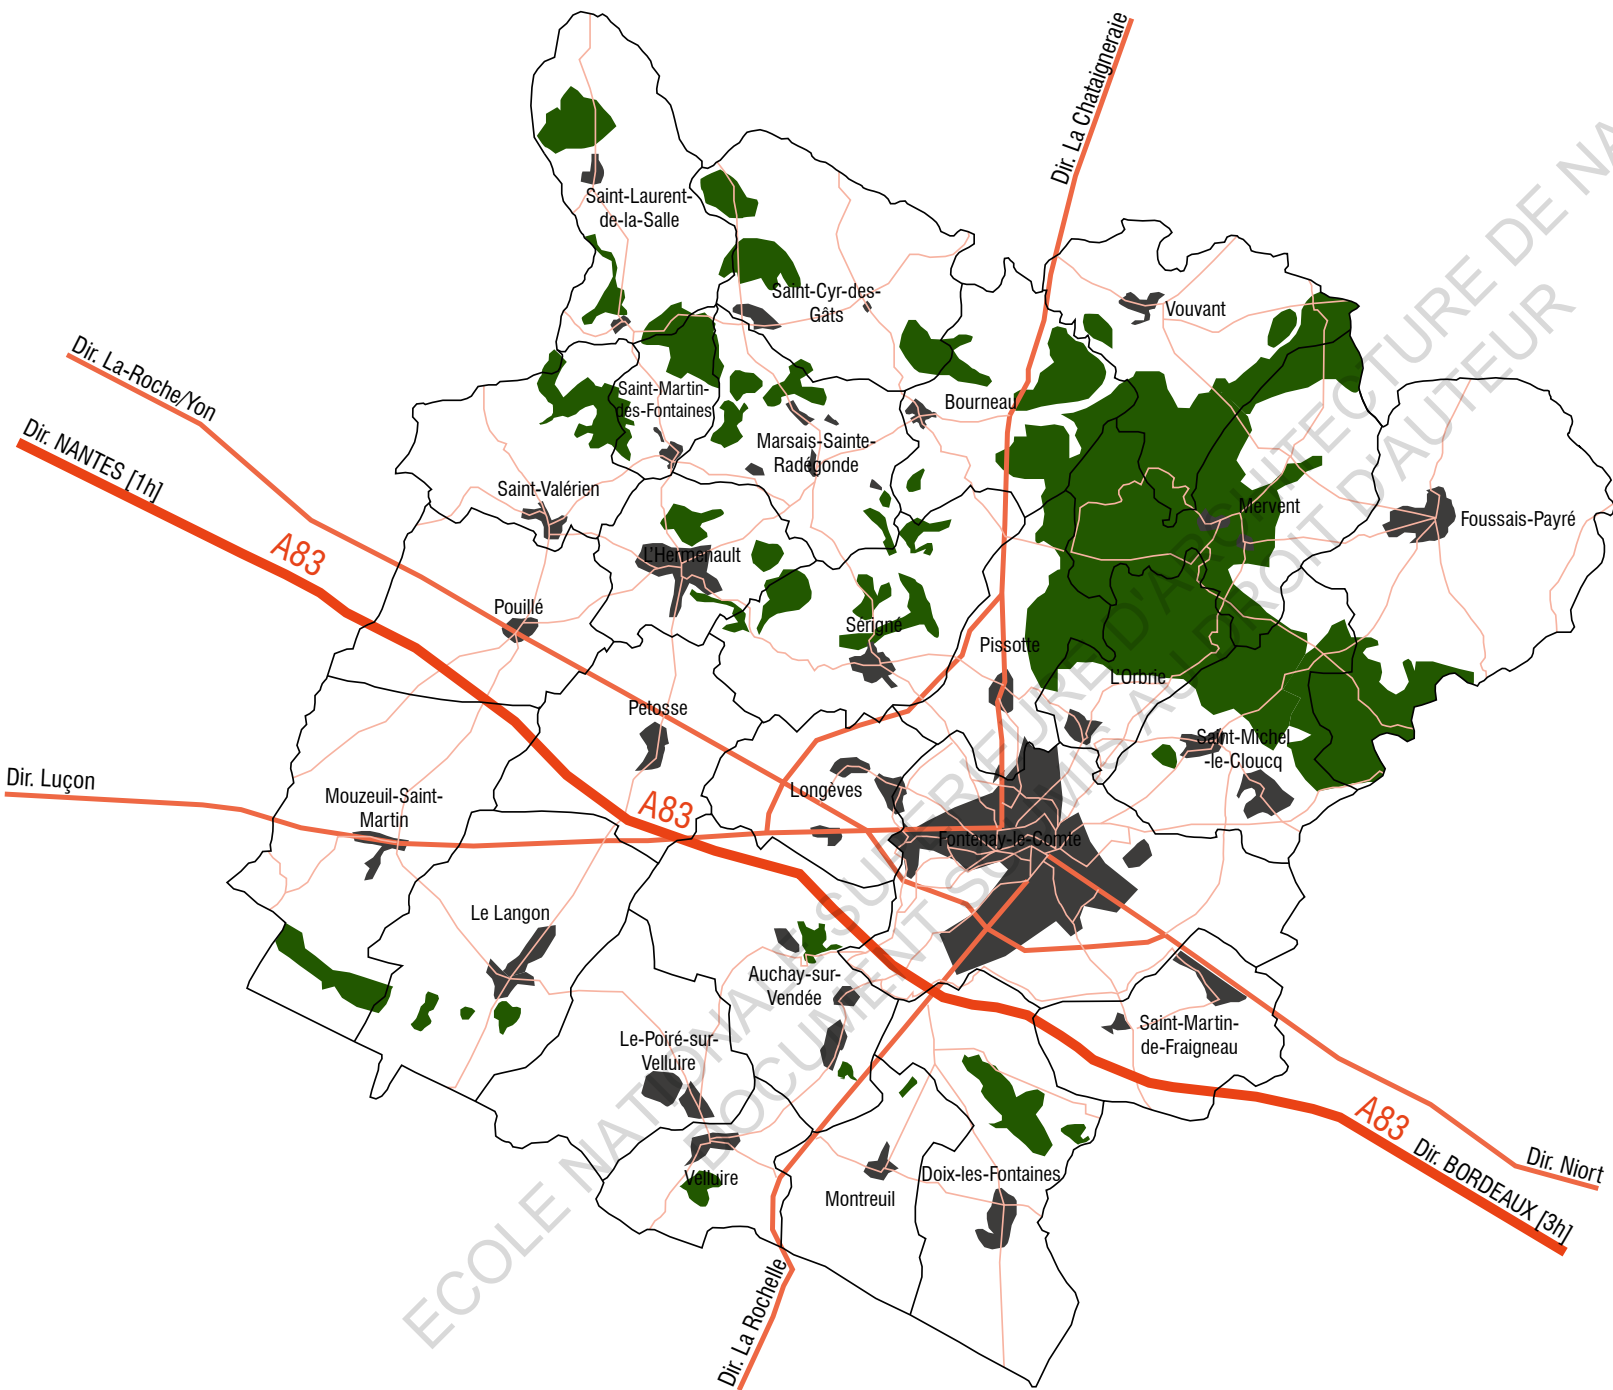 Dir. La Chataigneraie
Saint-Laurent-
de-la-Salle
Saint-Cyr-des-
Gâts
Vouvant
Dir. La-Roche/Yon
Saint-Martin-
des-Fontaines
Bourneau
Dir. NANTES [1h]
Marsais-Sainte-
Radégonde
Saint-Valérien
Mervent
Foussais-Payré
A83
L'Hermenault
Pouillé
Sérigné
Pissotte
L'Orbrie
Petosse
Saint-Michel
-le-Cloucq
Dir. Luçon
Longèves
Mouzeuil-Saint-
Martin
A83
Fontenay-le-Comte
Le Langon
Auchay-sur-
Vendée
Saint-Martin-
de-Fraigneau
Le-Poiré-sur-
Velluire
A83
Dir. BORDEAUX [3h]
Dir. Niort
Velluire
Montreuil
Doix-les-Fontaines
Dir. La Rochelle
ECOLE NATIONALE SUPERIEURE D'ARCHITECTURE DE NA
DOCUMENT SOUMIS AU DROIT D'AUTEUR